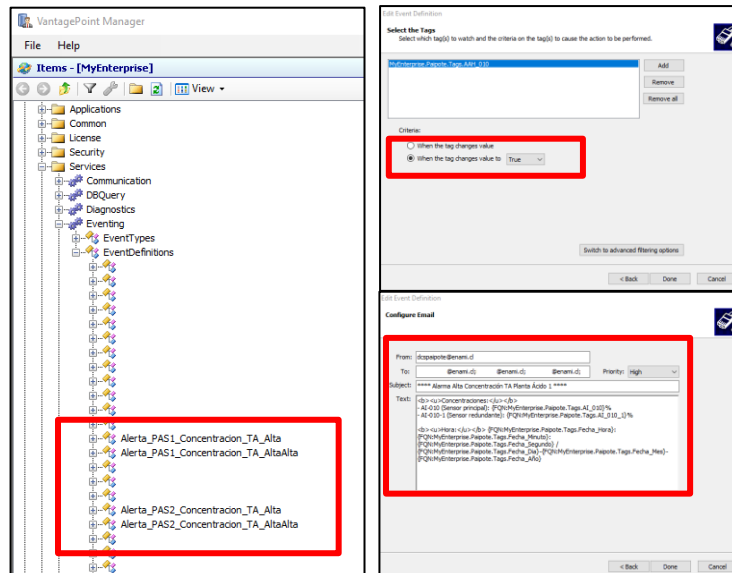 VantagePoint Manager
File Help
Items - [MyEnterprise]
View
Applications
Common
License
Security
Services
Communication
DBQuery
Diagnostics
Eventing
EventTypes
EventDefinitions
Alerta_PAS1_Concentracion_TA_Alta
Alerta_PAS1_Concentracion_TA_AltaAlta
Alerta_PAS2_Concentracion_TA_Alta
Alerta_PAS2_Concentracion_TA_AltaAlta
Edit Event Definition
Select the Tags
Select which tag(s) to watch and the criteria on the tag(s) to cause the action to be performed.
MyEnterprise.Paipote.Tags.AAH_010
Add
Remove
Remove all
Criteria:
When the tag changes value
When the tag changes value to True
Switch to advanced filtering options
< Back Done Cancel
Edit Event Definition
Configure Email
From: dcspaipote@enami.cl
To: @enami.cl; @enami.cl; @enami.cl; Priority: High
Subject: **** Alarma Alta Concentración TA Planta Ácido 1 ****
Text: <b><u>Concentraciones:</u></b>
- AI-010 (Sensor principal): {FQN:MyEnterprise.Paipote.Tags.AI_010}%
- AI-010-1 (Sensor redundante): {FQN:MyEnterprise.Paipote.Tags.AI_010_1}%
<b><u>Hora:</u></b> {FQN:MyEnterprise.Paipote.Tags.Fecha_Hora}:
{FQN:MyEnterprise.Paipote.Tags.Fecha_Minuto}:
{FQN:MyEnterprise.Paipote.Tags.Fecha_Segundo} /
{FQN:MyEnterprise.Paipote.Tags.Fecha_Dia}-{FQN:MyEnterprise.Paipote.Tags.Fecha_Mes}-
{FQN:MyEnterprise.Paipote.Tags.Fecha_Año}
< Back Done Cancel